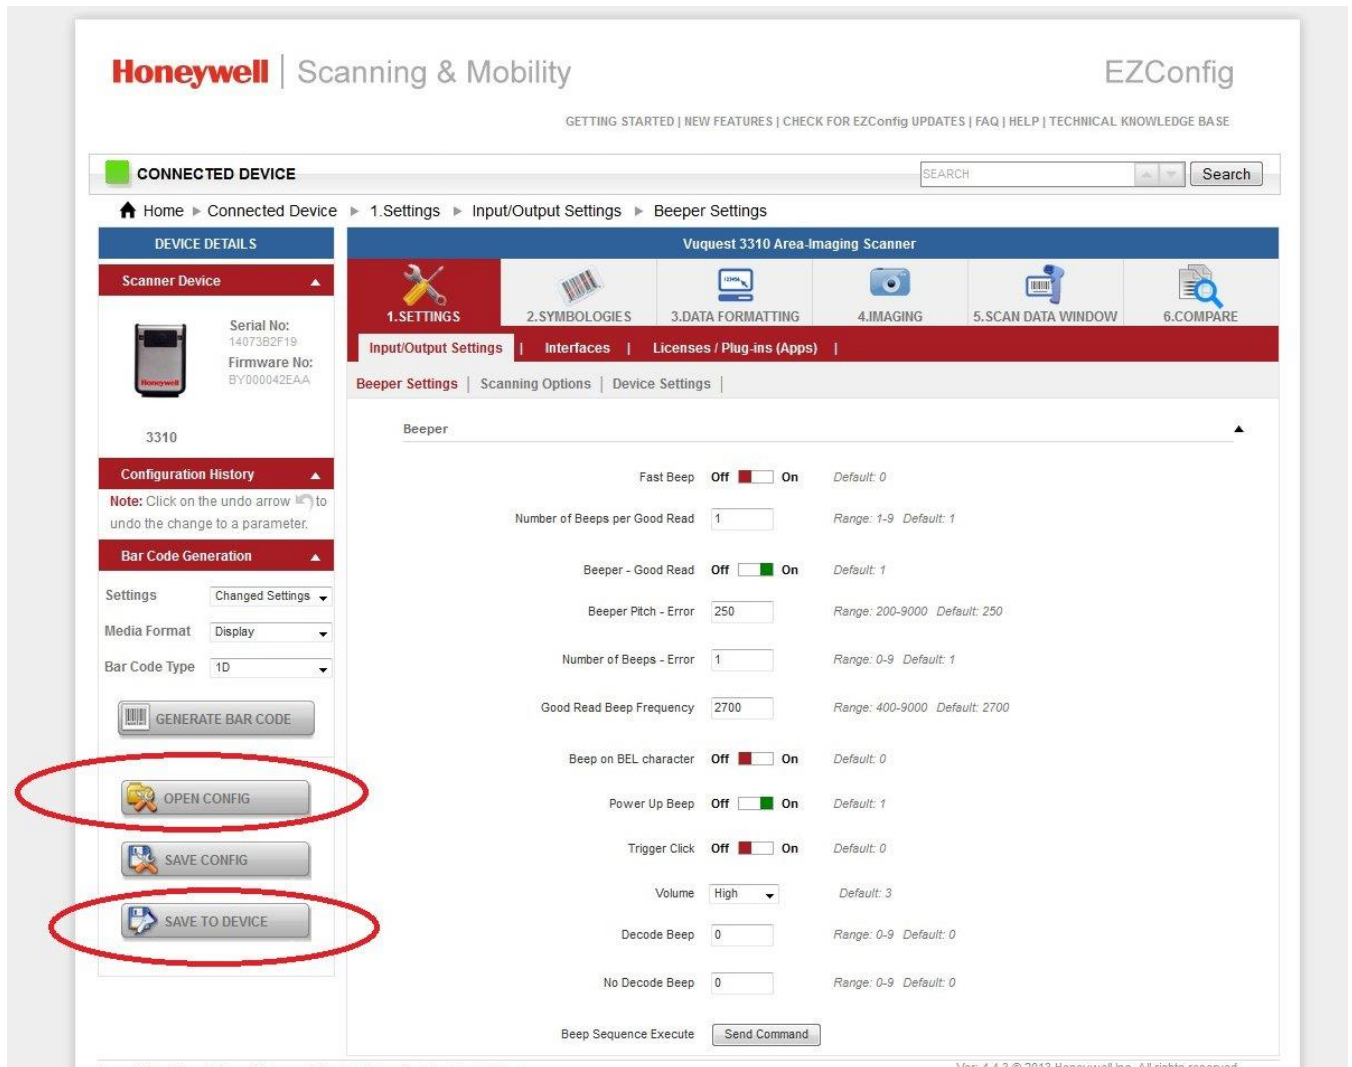 Honeywell | Scanning & Mobility
EZConfig
GETTING STARTED | NEW FEATURES | CHECK FOR EZConfig UPDATES | FAQ | HELP | TECHNICAL KNOWLEDGE BASE
CONNECTED DEVICE
SEARCH
Search
Home Connected Device 1.Settings Input/Output Settings Beeper Settings
DEVICE DETAILS
Scanner Device
Serial No:
14073B2F19
Firmware No:
BY000042EAA
Honeywell
3310
Configuration History
Note: Click on the undo arrow to
undo the change to a parameter.
Bar Code Generation
Settings Changed Settings
Media Format Display
Bar Code Type 1D
GENERATE BAR CODE
OPEN CONFIG
SAVE CONFIG
SAVE TO DEVICE
Vuquest 3310 Area-Imaging Scanner
1.SETTINGS 2.SYMBOLOGIES 3.DATA FORMATTING 4.IMAGING 5.SCAN DATA WINDOW 6.COMPARE
Input/Output Settings | Interfaces | Licenses / Plug-ins (Apps) |
Beeper Settings | Scanning Options | Device Settings |
Beeper
Fast Beep Off On Default: 0
Number of Beeps per Good Read 1 Range: 1-9 Default: 1
Beeper - Good Read Off On Default: 1
Beeper Pitch - Error 250 Range: 200-9000 Default: 250
Number of Beeps - Error 1 Range: 0-9 Default: 1
Good Read Beep Frequency 2700 Range: 400-9000 Default: 2700
Beep on BEL character Off On Default: 0
Power Up Beep Off On Default: 1
Trigger Click Off On Default: 0
Volume High Default: 3
Decode Beep 0 Range: 0-9 Default: 0
No Decode Beep 0 Range: 0-9 Default: 0
Beep Sequence Execute Send Command